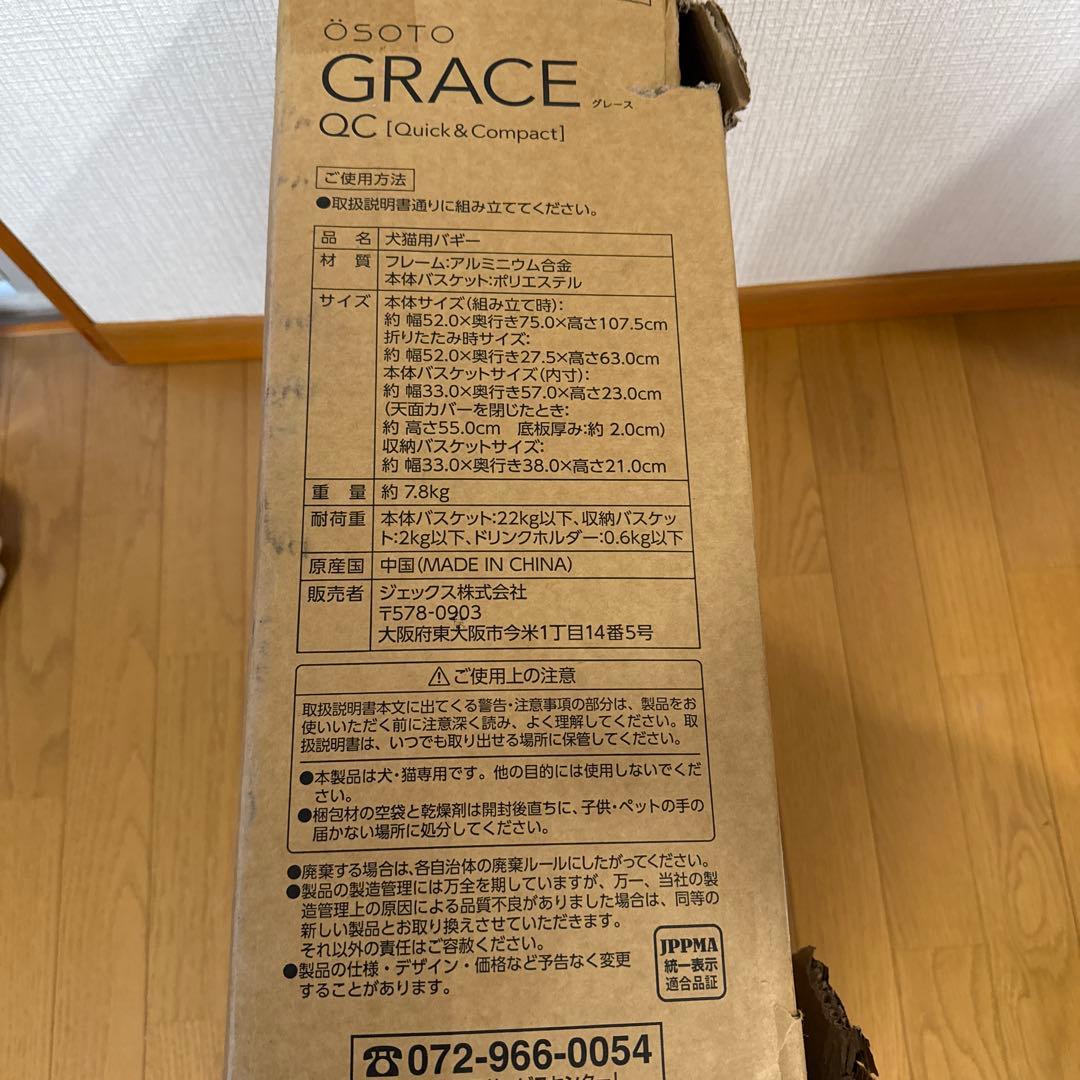 ÖSOTO
GRACE グレース
QC [Quick&Compact]
ご使用方法
●取扱説明書通りに組み立ててください。
品 名 犬猫用バギー
材 質 フレーム:アルミニウム合金
本体バスケット:ポリエステル
サイズ 本体サイズ(組み立て時):
約 幅52.0×奥行き75.0×高さ107.5cm
折りたたみ時サイズ:
約 幅52.0×奥行き27.5×高さ63.0cm
本体バスケットサイズ(内寸):
約 幅33.0×奥行き57.0×高さ23.0cm
(天面カバーを閉じたとき:
約 高さ55.0cm 底板厚み:約 2.0cm)
収納バスケットサイズ:
約 幅33.0×奥行き38.0×高さ21.0cm
重 量 約 7.8kg
耐荷重 本体バスケット:22kg以下、収納バスケッ
ト:2kg以下、ドリンクホルダー:0.6kg以下
原産国 中国(MADE IN CHINA)
販売者 ジェックス株式会社
〒578-0903
大阪府東大阪市今米1丁目14番5号
⚠ご使用上の注意
取扱説明書本文に出てくる警告・注意事項の部分は、製品をお
使いいただく前に注意深く読み、よく理解してください。取
扱説明書は、いつでも取り出せる場所に保管してください。
●本製品は犬・猫専用です。他の目的には使用しないでくだ
さい。
●梱包材の空袋と乾燥剤は開封後直ちに、子供・ペットの手の
届かない場所に処分してください。
●廃棄する場合は、各自治体の廃棄ルールにしたがってください。
●製品の製造管理には万全を期していますが、万一、当社の製
造管理上の原因による品質不良がありました場合は、同等の
新しい製品とお取り換えさせていただきます。
それ以外の責任はご容赦ください。
●製品の仕様・デザイン・価格など予告なく変更
することがあります。
JPPMA
統一表示
適合品証
☎072-966-0054